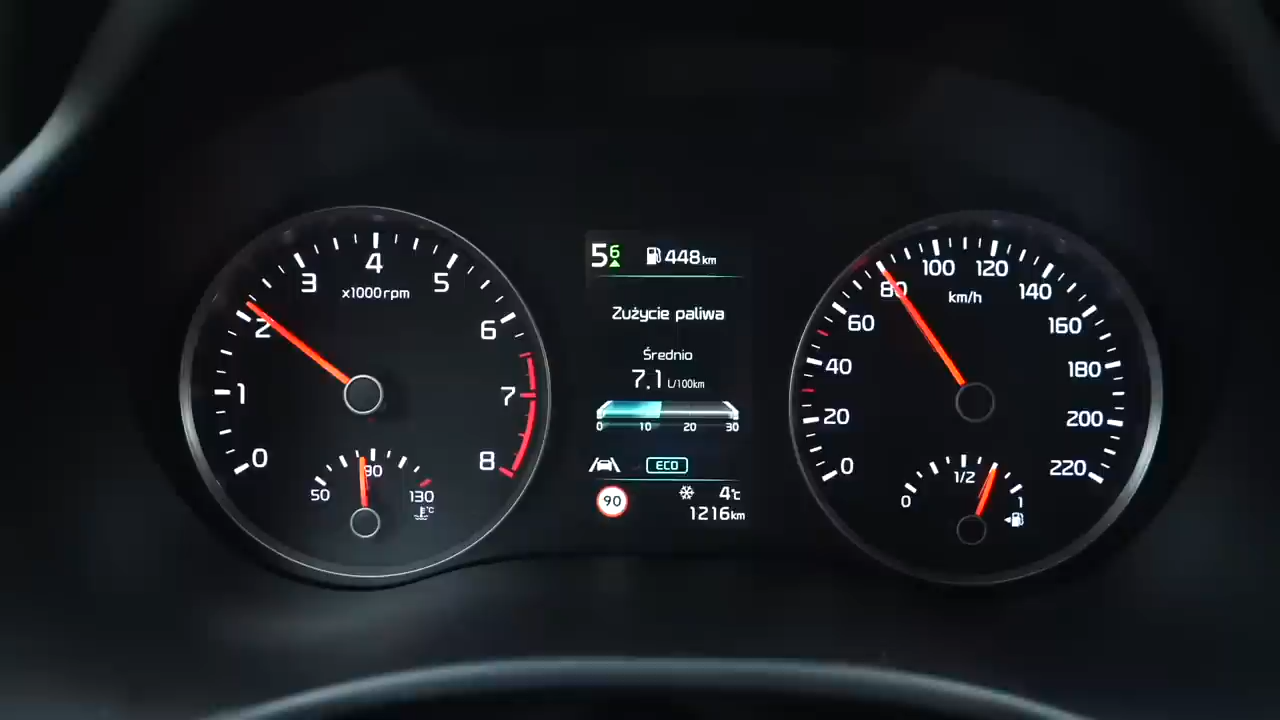 0
1
2
3
4
5
6
7
8
x1000rpm
50
90
130
°C
5 6
448km
Zużycie paliwa
Średnio
7.1 L/100km
0 10 20 30
ECO
90
4°C
1216km
0
20
40
60
80
100
120
140
160
180
200
220
km/h
0
1/2
1